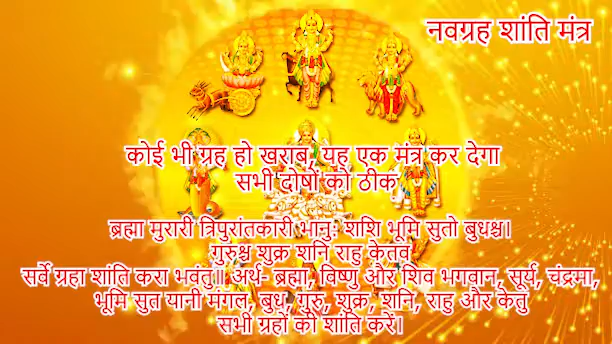 नवग्रह शांति मंत्र
कोई भी ग्रह हो खराब, यह एक मंत्र कर देगा
सभी दोषों को ठीक
ब्रह्मा मुरारी त्रिपुरांतकारी भानुः शशि भूमि सुतो बुधश्च।
गुरुश्च शुक्र शनि राहु केतवे
सर्वे ग्रहा शांति करा भवंतु॥ अर्थ- ब्रह्मा, विष्णु और शिव भगवान, सूर्य, चंद्रमा,
भूमि सुत यानी मंगल, बुध, गुरु, शुक्र, शनि, राहु और केतु
सभी ग्रहों की शांति करें।